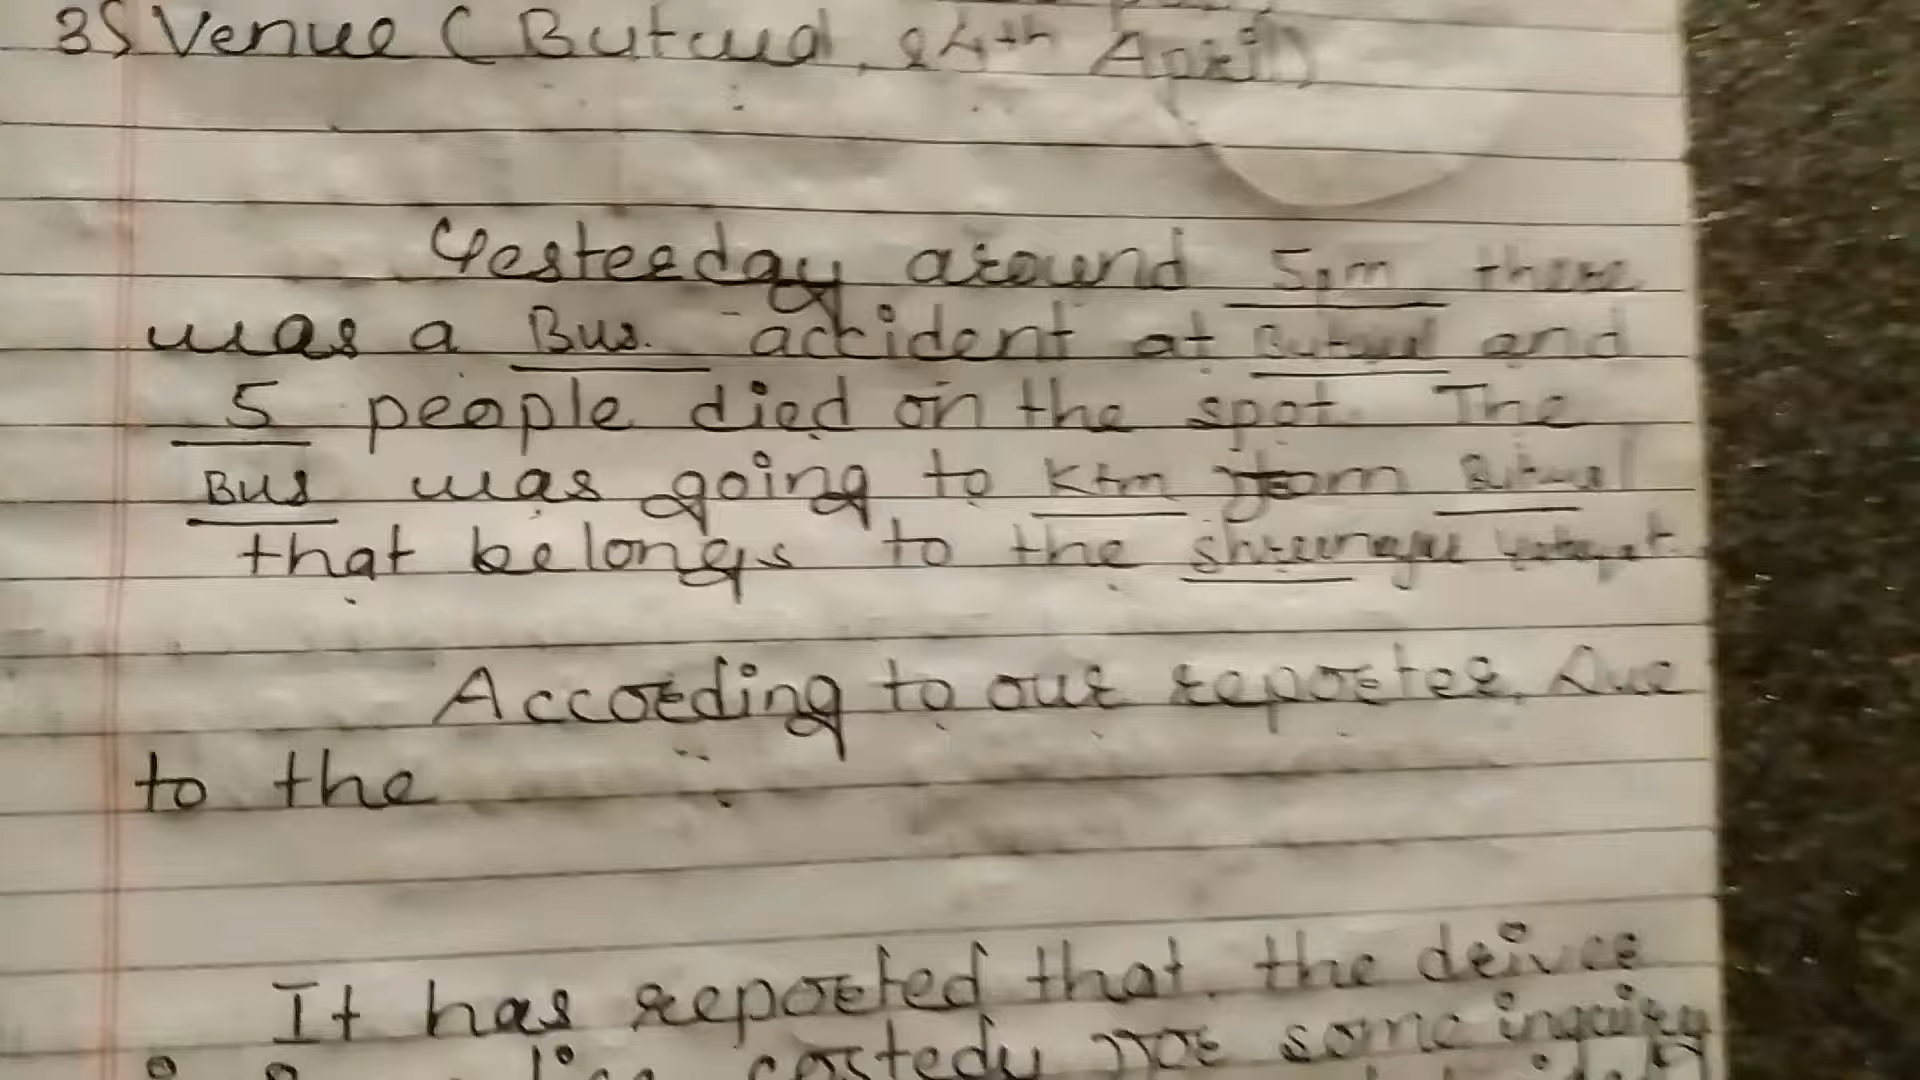 3) Venue (Butwal, 24th April)
Yesterday around 5pm there
was a Bus. accident at Butwal and
5 people died on the spot. The
Bus was going to Ktm from Butwal
that belongs to the
According to our reporter, Due
to the
It has reported that, the driver
custody for some inquiry